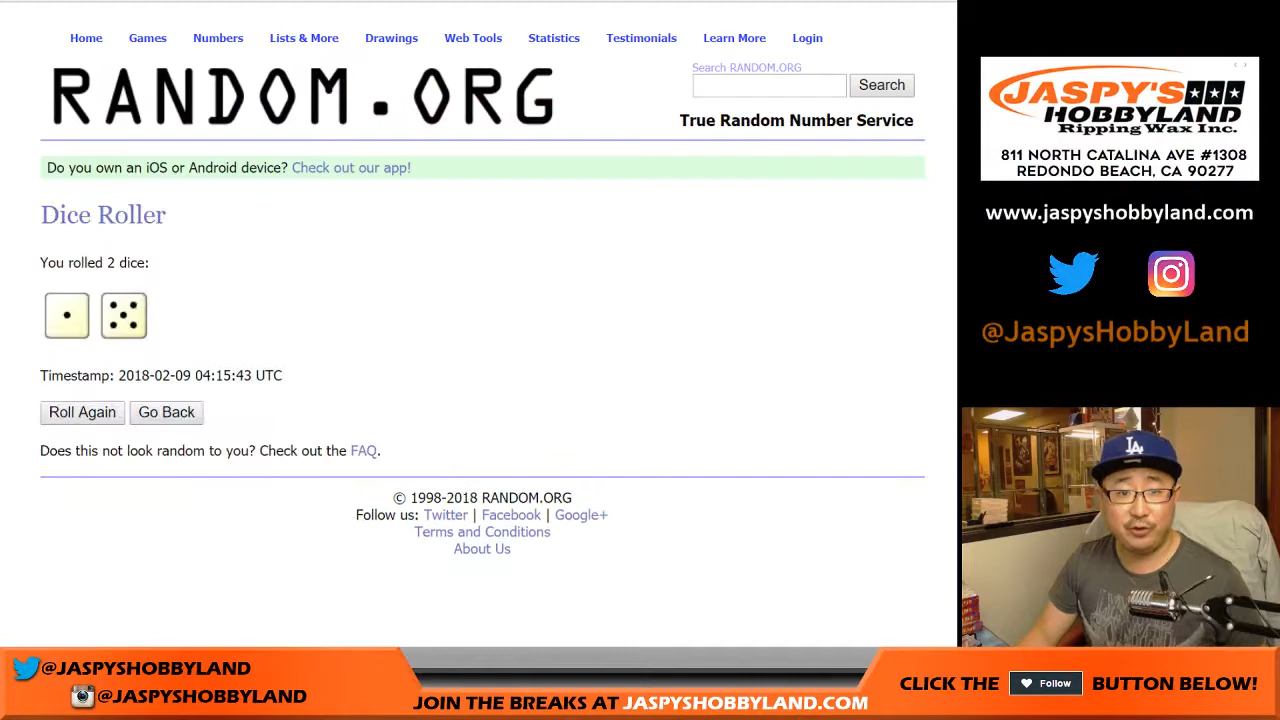 Home Games Numbers Lists & More Drawings Web Tools Statistics Testimonials Learn More Login
RANDOM.ORG
Search RANDOM.ORG
Search
True Random Number Service
Do you own an iOS or Android device? Check out our app!
Dice Roller
You rolled 2 dice:
Timestamp: 2018-02-09 04:15:43 UTC
Roll Again Go Back
Does this not look random to you? Check out the FAQ.
© 1998-2018 RANDOM.ORG
Follow us: Twitter | Facebook | Google+
Terms and Conditions
About Us
JASPY'S
HOBBYLAND
Ripping Wax Inc.
811 NORTH CATALINA AVE #1308
REDONDO BEACH, CA 90277
www.jaspyshobbyland.com
@JaspysHobbyLand
LA
@JASPYSHOBBYLAND
@JASPYSHOBBYLAND
JOIN THE BREAKS AT JASPYSHOBBYLAND.COM
CLICK THE Follow BUTTON BELOW!